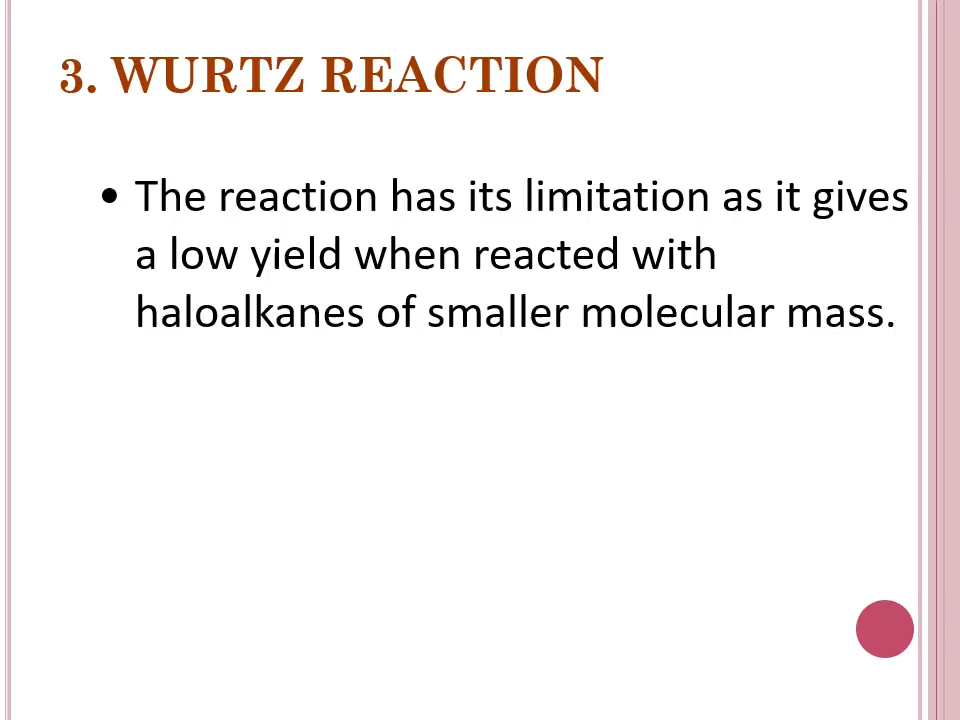 3. WURTZ REACTION
• The reaction has its limitation as it gives
a low yield when reacted with
haloalkanes of smaller molecular mass.